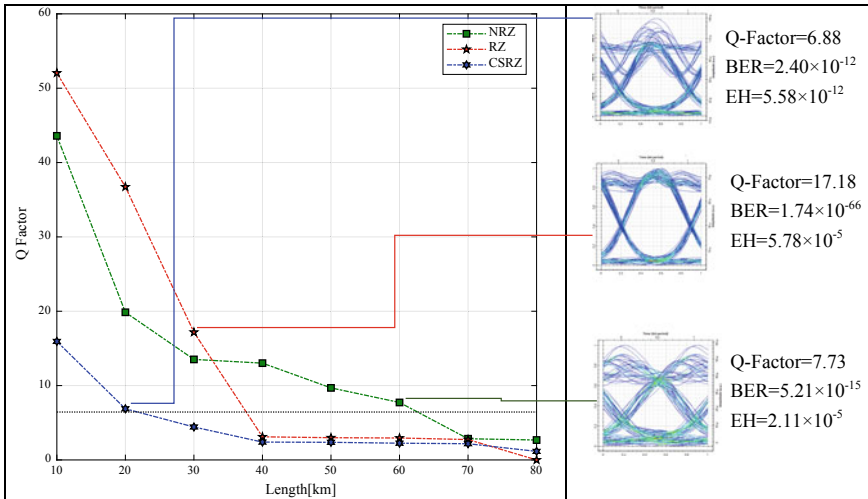 60
50
40
30
20
10
0
Q Factor
10 20 30 40 50 60 70 80
Length[km]
NRZ
RZ
CSRZ
Q-Factor=6.88
BER=2.40×10-12
EH=5.58×10-12
Q-Factor=17.18
BER=1.74×10-66
EH=5.78×10-5
Q-Factor=7.73
BER=5.21×10-15
EH=2.11×10-5